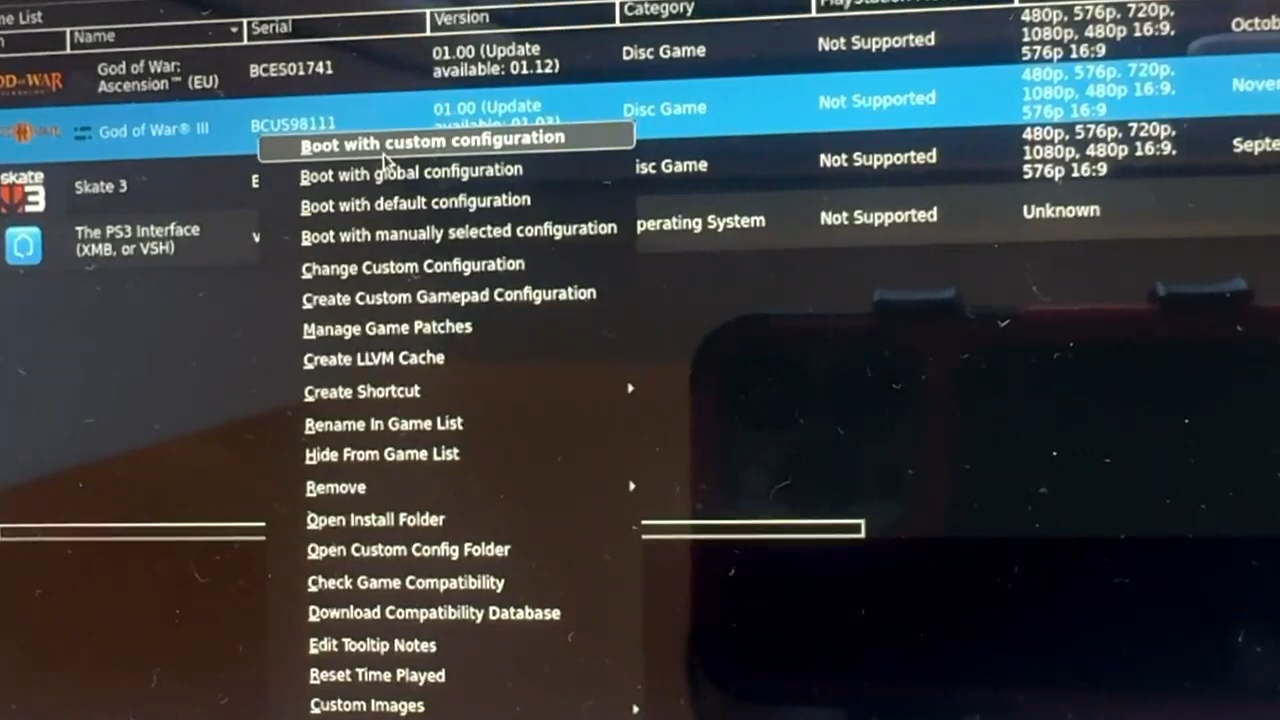 me List
Name
Serial
Version
Category
God of War:
Ascension™ (EU)
BCES01741
01.00 (Update
available: 01.12)
Disc Game
Not Supported
480p, 576p, 720p,
1080p, 480p 16:9,
576p 16:9
Octob
God of War® III
BCUS98111
01.00 (Update
Disc Game
Not Supported
480p, 576p, 720p,
1080p, 480p 16:9,
576p 16:9
Nover
Skate 3
isc Game
Not Supported
480p, 576p, 720p,
1080p, 480p 16:9,
576p 16:9
Septe
The PS3 Interface
(XMB, or VSH)
perating System
Not Supported
Unknown
Boot with custom configuration
Boot with global configuration
Boot with default configuration
Boot with manually selected configuration
Change Custom Configuration
Create Custom Gamepad Configuration
Manage Game Patches
Create LLVM Cache
Create Shortcut
Rename In Game List
Hide From Game List
Remove
Open Install Folder
Open Custom Config Folder
Check Game Compatibility
Download Compatibility Database
Edit Tooltip Notes
Reset Time Played
Custom Images